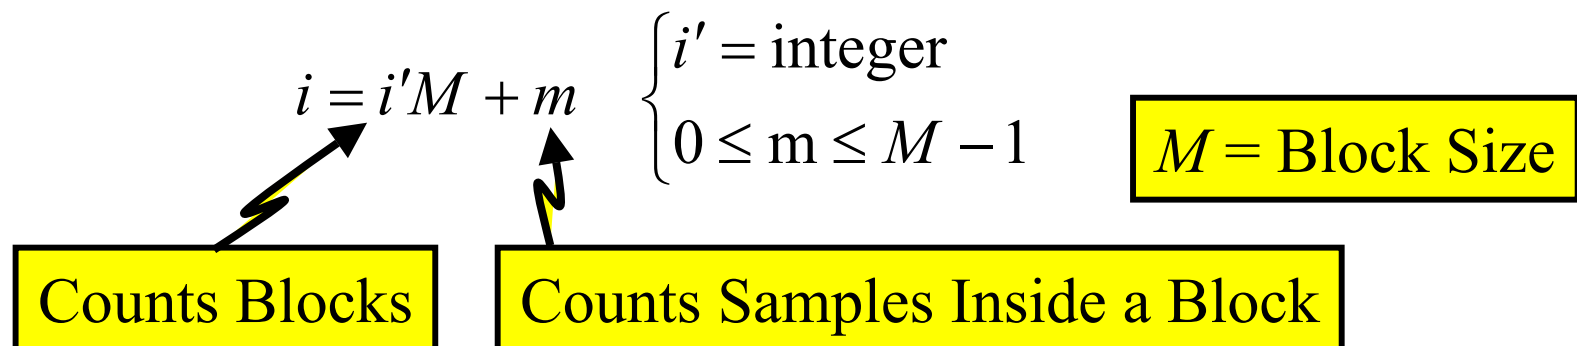 i = i′M + m
i′ = integer
0 ≤ m ≤ M − 1
M = Block Size
Counts Blocks
Counts Samples Inside a Block